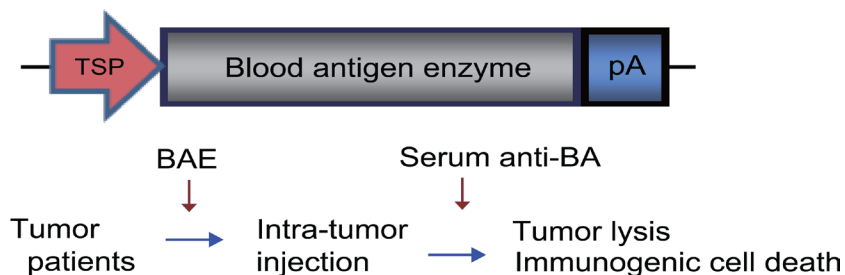 TSP Blood antigen enzyme pA
BAE Serum anti-BA
Tumor patients Intra-tumor injection Tumor lysis Immunogenic cell death